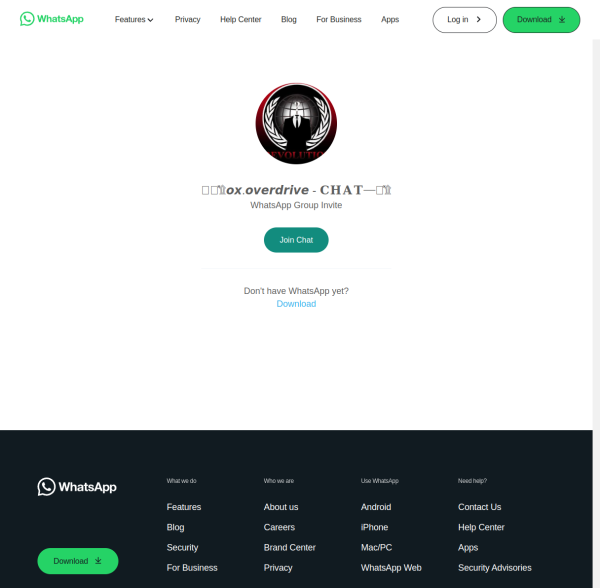 WhatsApp
Features
Privacy
Help Center
Blog
For Business
Apps
Log in
Download
ox.overdrive - CHAT—
WhatsApp Group Invite
Join Chat
Don't have WhatsApp yet?
Download
WhatsApp
Download
What we do
Features
Blog
Security
For Business
Who we are
About us
Careers
Brand Center
Privacy
Use WhatsApp
Android
iPhone
Mac/PC
WhatsApp Web
Need help?
Contact Us
Help Center
Apps
Security Advisories